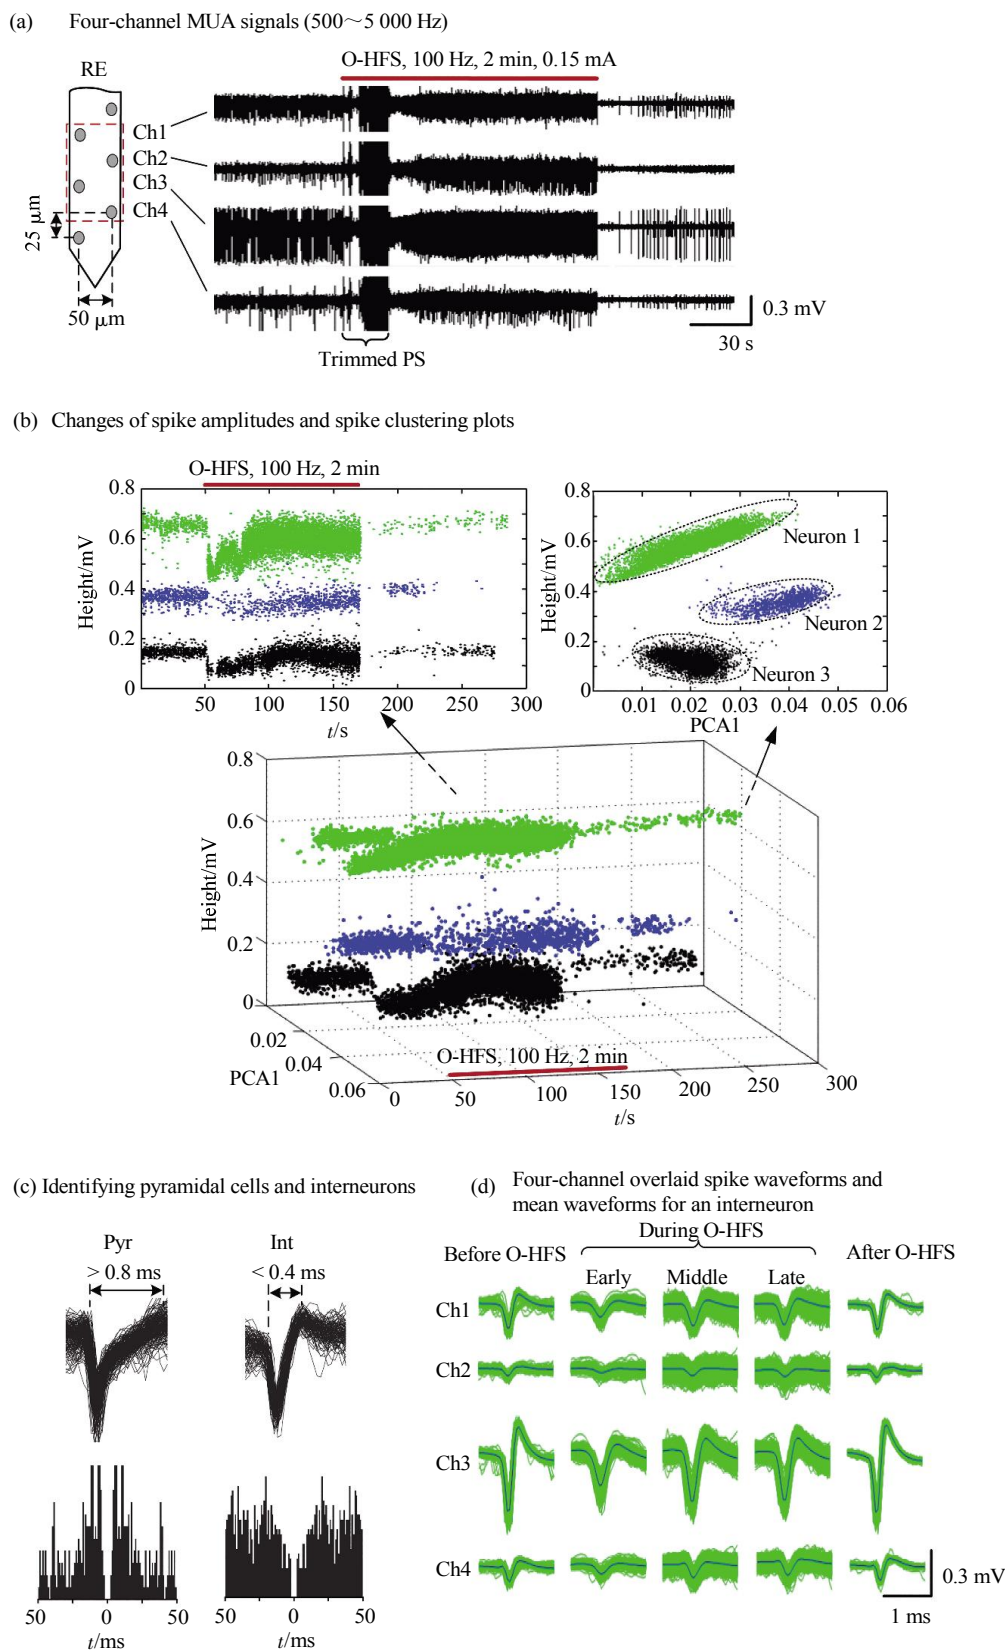 (a) Four-channel MUA signals (500～5 000 Hz)
O-HFS, 100 Hz, 2 min, 0.15 mA
RE
Ch1
Ch2
Ch3
Ch4
25 μm
50 μm
0.3 mV
30 s
Trimmed PS
(b) Changes of spike amplitudes and spike clustering plots
O-HFS, 100 Hz, 2 min
0.8
0.6
0.4
0.2
0
Height/mV
50 100 150 200 250 300
t/s
0.8
0.6
0.4
0.2
0
Height/mV
Neuron 1
Neuron 2
Neuron 3
0.01 0.02 0.03 0.04 0.05 0.06
PCA1
0.8
0.6
0.4
0.2
0
Height/mV
0.02
0.04
0.06
PCA1
O-HFS, 100 Hz, 2 min
0 50 100 150 200 250 300
t/s
(c) Identifying pyramidal cells and interneurons
Pyr
> 0.8 ms
Int
< 0.4 ms
50 0 50
t/ms
50 0 50
t/ms
(d) Four-channel overlaid spike waveforms and
mean waveforms for an interneuron
Before O-HFS
During O-HFS
After O-HFS
Early Middle Late
Ch1
Ch2
Ch3
Ch4
0.3 mV
1 ms